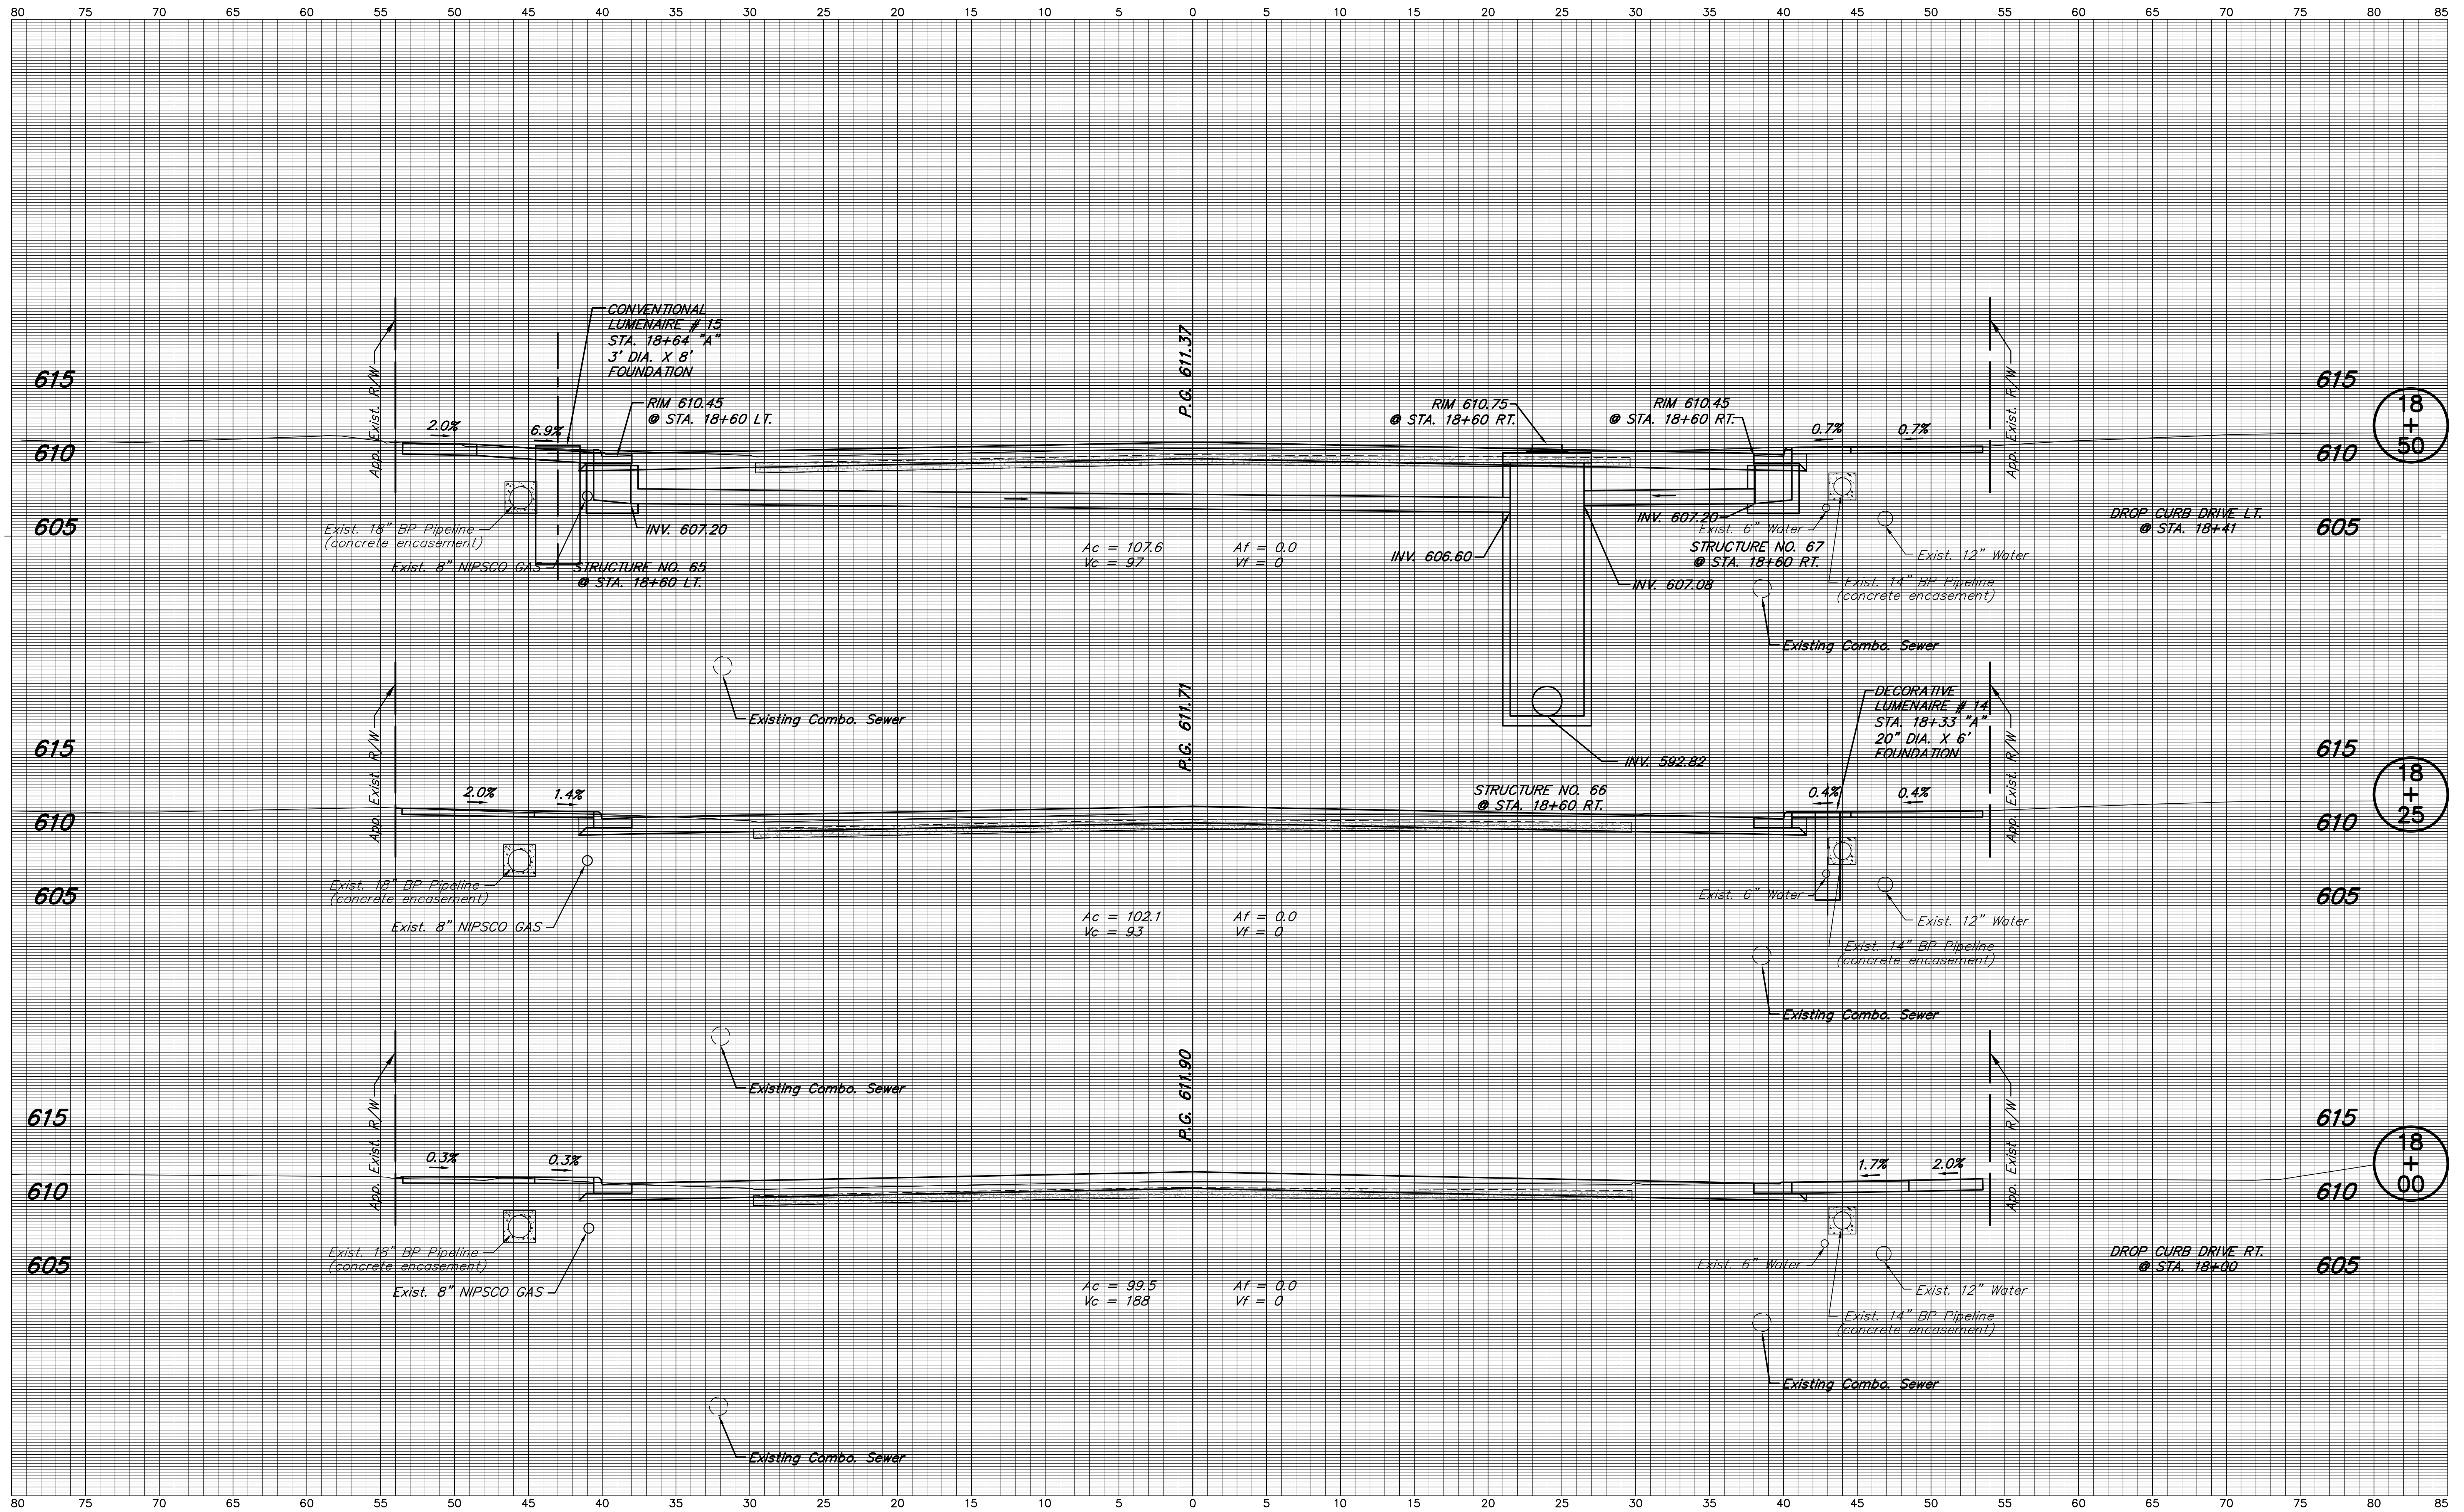 80 75 70 65 60 55 50 45 40 35 30 25 20 15 10 5 0 5 10 15 20 25 30 35 40 45 50 55 60 65 70 75 80 85
CONVENTIONAL
LUMENAIRE # 15
STA. 18+64 "A"
3' DIA. X 8'
FOUNDATION
P.G. 611.37
App. Exist. R/W
App. Exist. R/W
615
615
18
+
50
RIM 610.45
@ STA. 18+60 LT.
RIM 610.75
@ STA. 18+60 RT.
RIM 610.45
@ STA. 18+60 RT.
2.0%
6.9%
0.7%
0.7%
610
610
Exist. 18" BP Pipeline
(concrete encasement)
INV. 607.20
INV. 607.20
Exist. 6" Water
605
605
DROP CURB DRIVE LT.
@ STA. 18+41
Exist. 8" NIPSCO GAS
STRUCTURE NO. 65
@ STA. 18+60 LT.
Ac = 107.6 Af = 0.0
Vc = 97 Vf = 0
INV. 606.60
INV. 607.08
STRUCTURE NO. 67
@ STA. 18+60 RT.
Exist. 12" Water
Exist. 14" BP Pipeline
(concrete encasement)
Existing Combo. Sewer
Existing Combo. Sewer
P.G. 611.71
DECORATIVE
LUMENAIRE # 14
STA. 18+33 "A"
20" DIA. X 6'
FOUNDATION
App. Exist. R/W
App. Exist. R/W
615
615
18
+
25
INV. 592.82
STRUCTURE NO. 66
@ STA. 18+60 RT.
2.0%
1.4%
0.4%
0.4%
610
610
Exist. 18" BP Pipeline
(concrete encasement)
Exist. 6" Water
605
605
Exist. 8" NIPSCO GAS
Ac = 102.1 Af = 0.0
Vc = 93 Vf = 0
Exist. 12" Water
Exist. 14" BP Pipeline
(concrete encasement)
Existing Combo. Sewer
Existing Combo. Sewer
P.G. 611.90
App. Exist. R/W
App. Exist. R/W
615
615
18
+
00
0.3%
0.3%
1.7%
2.0%
610
610
Exist. 18" BP Pipeline
(concrete encasement)
Exist. 6" Water
605
605
DROP CURB DRIVE RT.
@ STA. 18+00
Exist. 8" NIPSCO GAS
Ac = 99.5 Af = 0.0
Vc = 188 Vf = 0
Exist. 12" Water
Exist. 14" BP Pipeline
(concrete encasement)
Existing Combo. Sewer
Existing Combo. Sewer
80 75 70 65 60 55 50 45 40 35 30 25 20 15 10 5 0 5 10 15 20 25 30 35 40 45 50 55 60 65 70 75 80 85